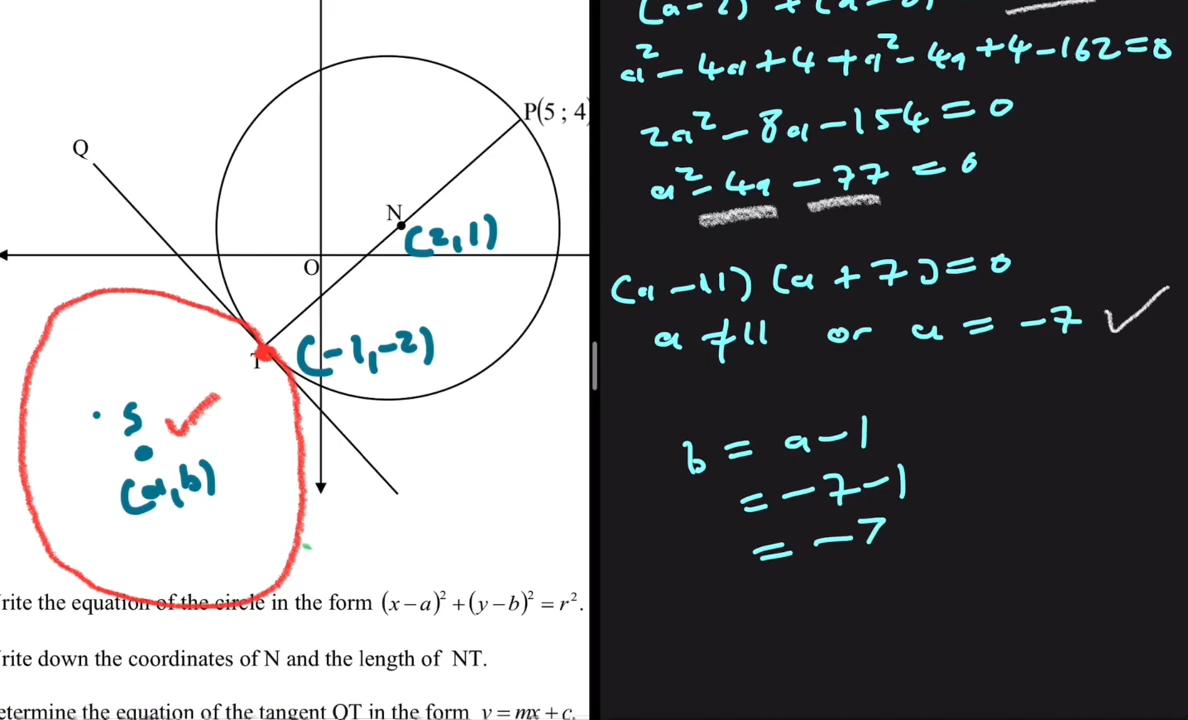 Q
P(5 ; 4)
N
(2,1)
O
T
(-1,-2)
S
(a,b)
rite the equation of the circle in the form (x−a)² + (y−b)² = r².
rite down the coordinates of N and the length of NT.
etermine the equation of the tangent QT in the form y = mx + c.
a² - 4a + 4 + a² - 4a + 4 - 162 = 0
2a² - 8a - 154 = 0
a² - 4a - 77 = 0
(a - 11) (a + 7) = 0
a ≠ 11 or a = -7 ✓
b = a - 1
= -7 - 1
= -7